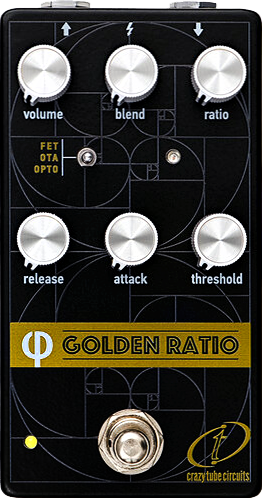 volume blend ratio
FET
OTA
OPTO
release attack threshold
φ GOLDEN RATIO
crazy tube circuits